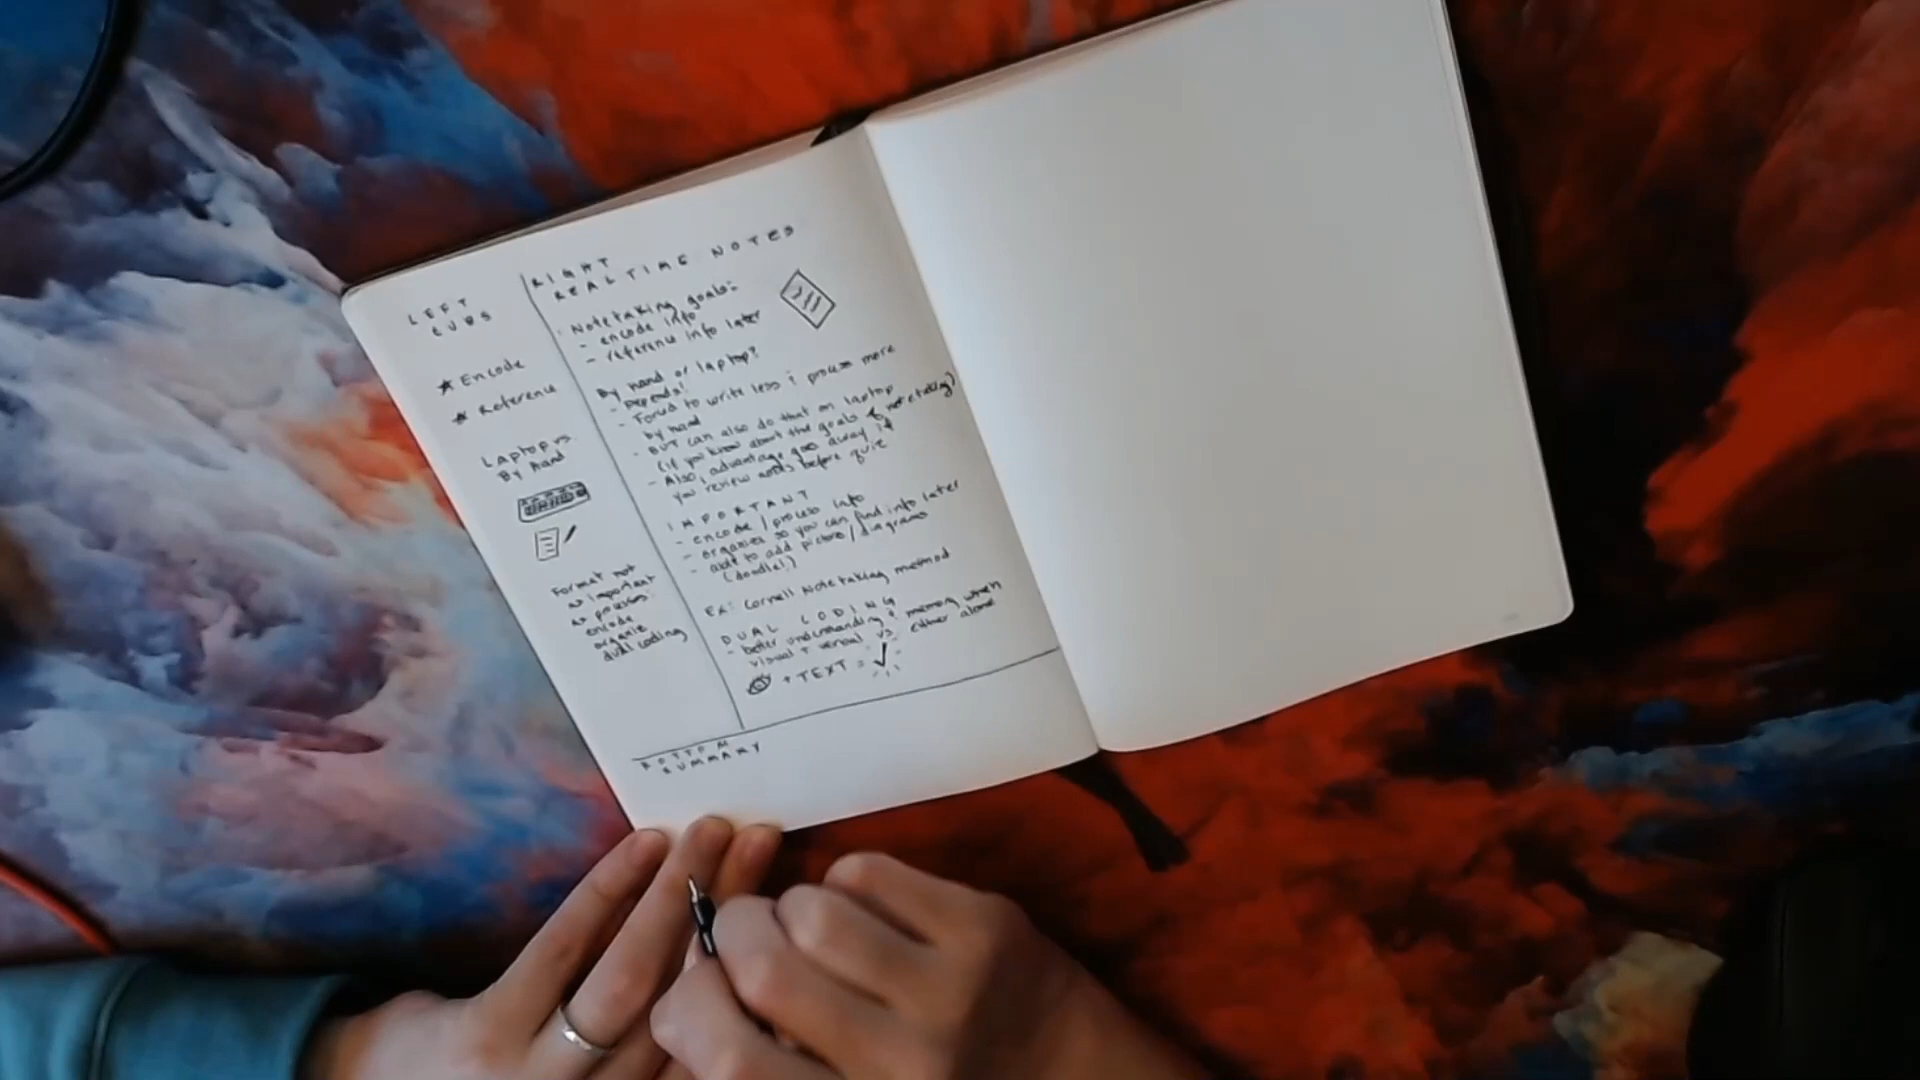 LEFT
CUES
★ Encode
★ Reference
Laptop vs.
By Hand
Format not
as important
as process:
encode
organize
dual coding
RIGHT
REAL TIME NOTES
Notetaking goals:
- encode info
- reference info later
By hand or laptop?
- Depends!
- Forced to write less & process more
by hand
- BUT can also do that on laptop
(if you know about the goals of notetaking)
- Also, advantage goes away if
you review notes before quiz
IMPORTANT
- encode / process info
- organize so you can find info later
- able to add picture / diagrams
(doodle!)
Ex: Cornell Notetaking method
DUAL CODING
- better understanding & memory when
visual + verbal vs. either alone
+ TEXT = ✓
BOTTOM
SUMMARY